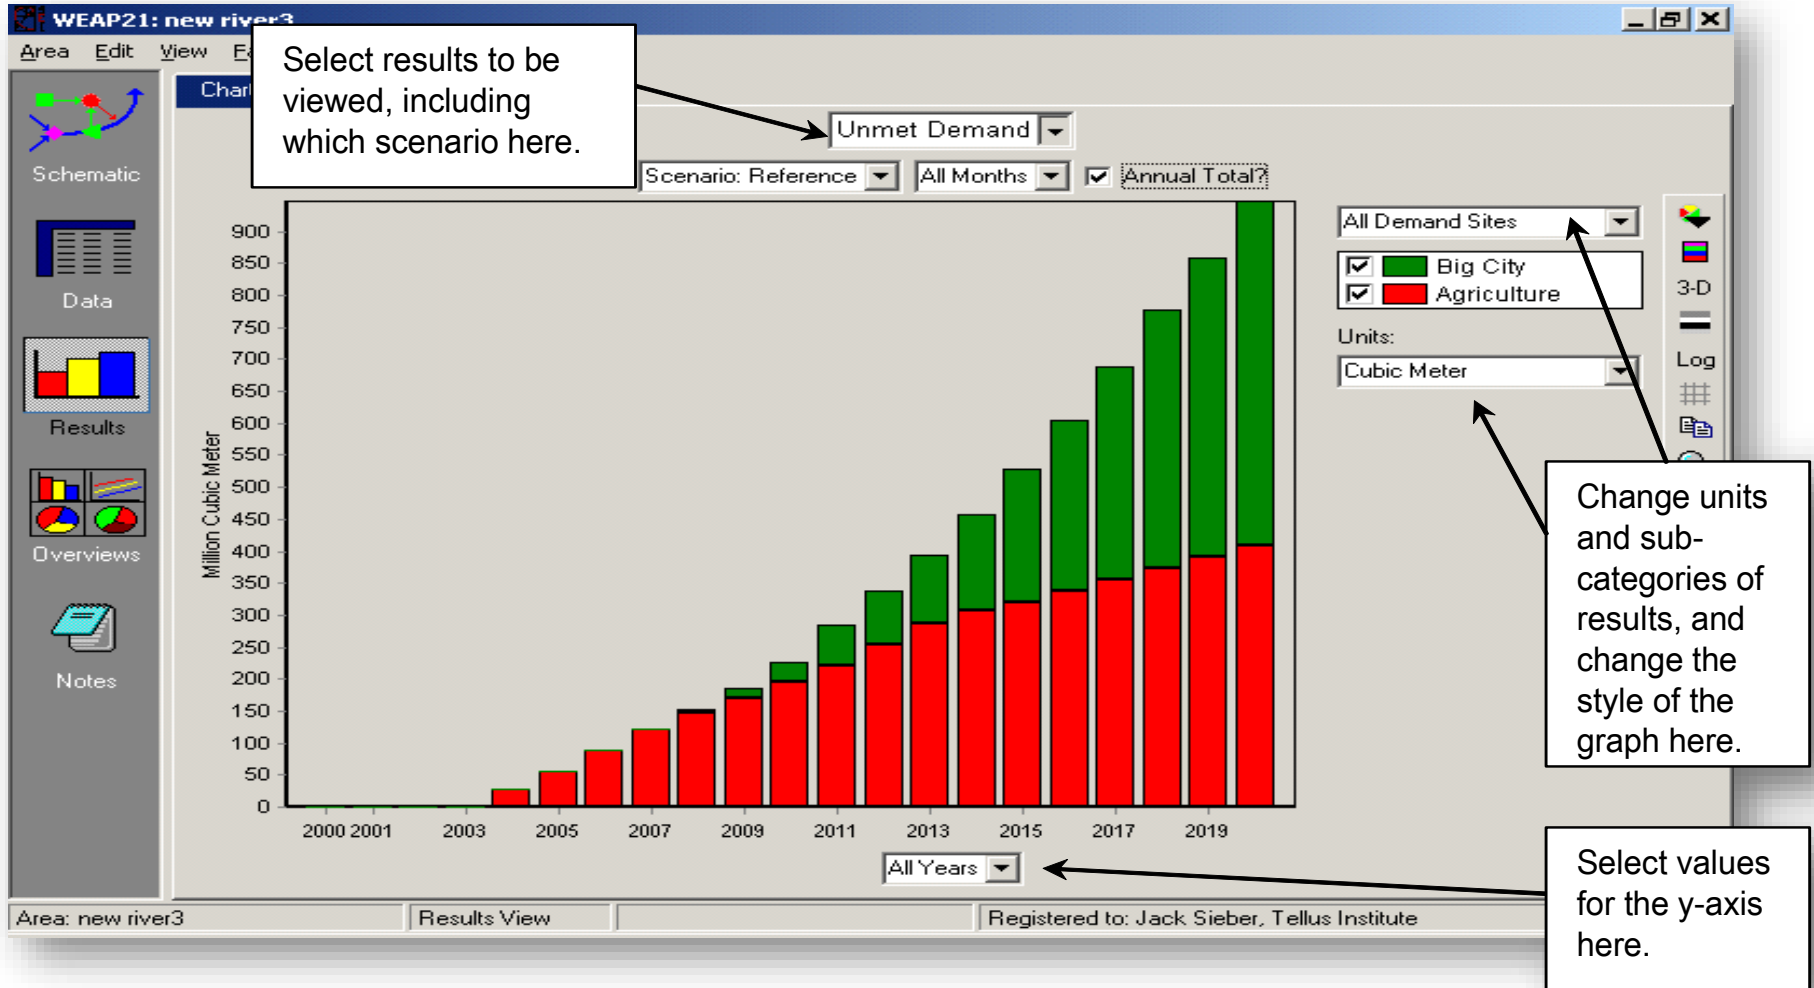 WEAP21: new river3
Area Edit View
Select results to be
viewed, including
which scenario here.
Unmet Demand
Scenario: Reference All Months Annual Total?
Schematic
Data
Results
Overviews
Notes
900
850
800
750
700
650
600
550
500
450
400
350
300
250
200
150
100
50
0
Million Cubic Meter
2000 2001 2003 2005 2007 2009 2011 2013 2015 2017 2019
All Years
All Demand Sites
Big City
Agriculture
Units:
Cubic Meter
3-D
Log
Change units
and sub-
categories of
results, and
change the
style of the
graph here.
Select values
for the y-axis
here.
Area: new river3 Results View Registered to: Jack Sieber, Tellus Institute